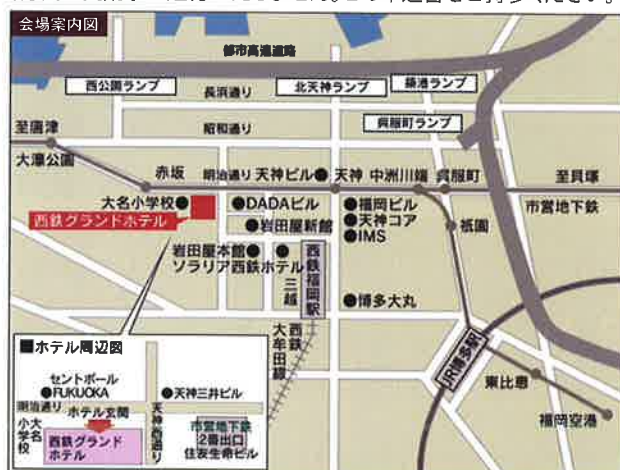 会場案内図
都市高速道路
西公園ランプ
北天神ランプ
築港ランプ
長浜通り
呉服町ランプ
昭和通り
至唐津
大濠公園
赤坂
明治通り
天神ビル
天神
中洲川端
呉服町
至貝塚
市営地下鉄
大名小学校
西鉄グランドホテル
DADAビル
岩田屋新館
福岡ビル
天神コア
IMS
祇園
岩田屋本館
ソラリア西鉄ホテル
三越
西鉄福岡駅
博多大丸
西鉄
大牟田線
JR博多駅
東比恵
福岡空港
■ホテル周辺図
セントポール
FUKUOKA
天神三井ビル
明治通り
ホテル玄関
大名
小学校
西鉄グランド
ホテル
天神西通り
市営地下鉄
2番出口
住友生命ビル